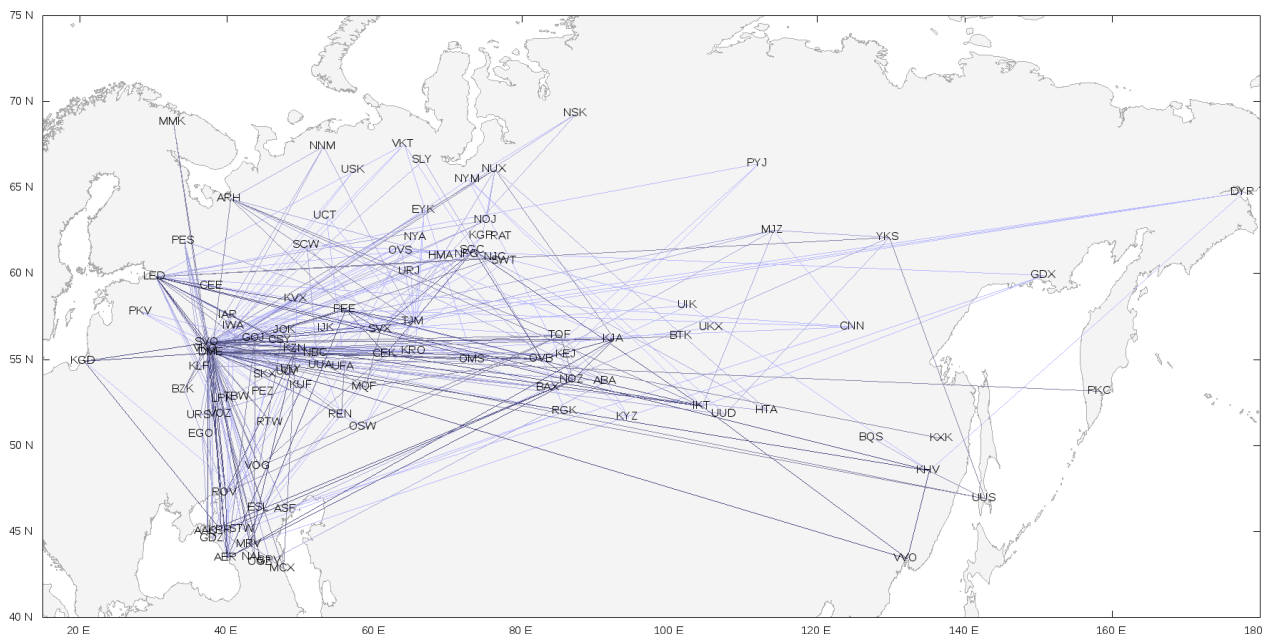 75 N
70 N
65 N
60 N
55 N
50 N
45 N
40 N
NSK
MMK
NNM
VKT
SLY
USK
PYJ
NUX
NYM
ARH
DYR
EYK
UCT
NOJ
MJZ
PES
SCW
NYA
KGP
RAT
YKS
OVS
SGC
HMA
NFG
NJC
SWT
LED
CEE
URJ
GDX
KVX
UIK
PKV
IAR
PEE
IWA
TJM
JOK
IJK
SVX
UKX
CNN
SVO
GOJ
CSY
TOF
KJA
BTK
DME
KZN
NBC
CEK
KRO
OMS
OVB
KEJ
KGD
KLF
SKX
UUA
UFA
NOZ
ABA
BZK
LPK
TBW
PEZ
KUF
MQF
BAX
PKC
URS
VOZ
RTW
REN
OSW
RGK
KYZ
IKT
UUD
HTA
EGO
BQS
KXK
VOG
KHV
ROV
ESL
ASF
UUS
AAQ
KRR
STW
GDZ
MRV
AER
NAL
OGZ
GRV
MCX
VVO
20 E
40 E
60 E
80 E
100 E
120 E
140 E
160 E
180